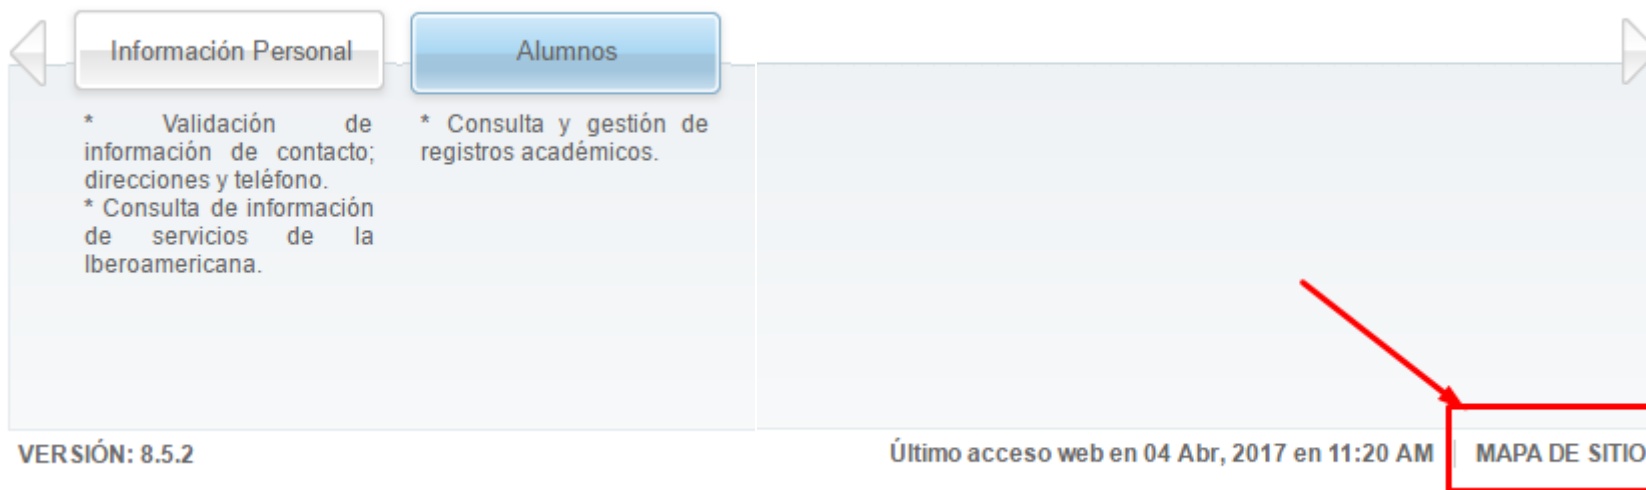 Información Personal
Alumnos
* Validación de
información de contacto;
direcciones y teléfono.
* Consulta de información
de servicios de la
Iberoamericana.
* Consulta y gestión de
registros académicos.
VERSIÓN: 8.5.2
Último acceso web en 04 Abr, 2017 en 11:20 AM
MAPA DE SITIO